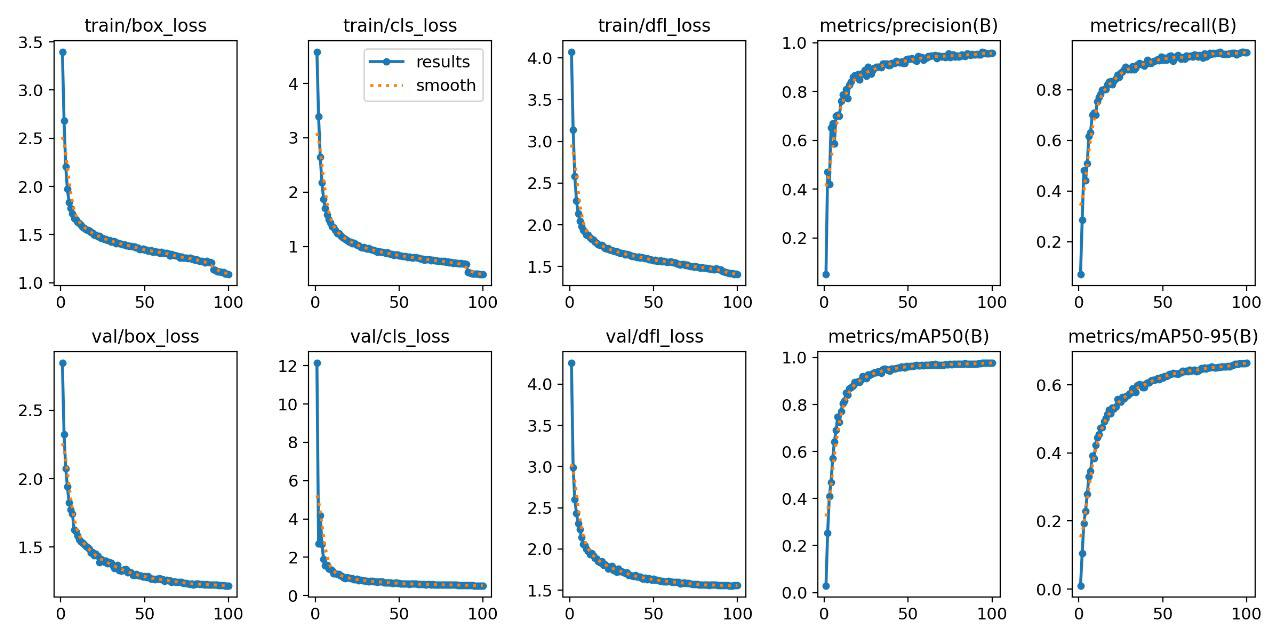 train/box_loss
train/cls_loss
train/dfl_loss
metrics/precision(B)
metrics/recall(B)
3.5
3.0
2.5
2.0
1.5
1.0
0 50 100
results
smooth
4
3
2
1
0 50 100
4.0
3.5
3.0
2.5
2.0
1.5
0 50 100
1.0
0.8
0.6
0.4
0.2
0 50 100
0.8
0.6
0.4
0.2
0 50 100
val/box_loss
val/cls_loss
val/dfl_loss
metrics/mAP50(B)
metrics/mAP50-95(B)
2.5
2.0
1.5
0 50 100
12
10
8
6
4
2
0
0 50 100
4.0
3.5
3.0
2.5
2.0
1.5
0 50 100
1.0
0.8
0.6
0.4
0.2
0.0
0 50 100
0.6
0.4
0.2
0.0
0 50 100